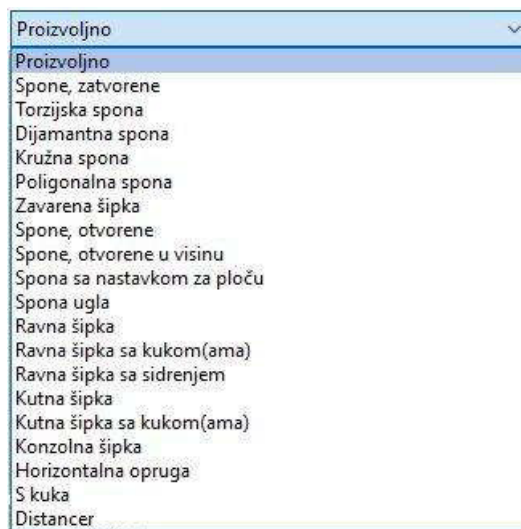 Proizvoljno
Proizvoljno
Spone, zatvorene
Torzijska spona
Dijamantna spona
Kružna spona
Poligonalna spona
Zavarena šipka
Spone, otvorene
Spone, otvorene u visinu
Spona sa nastavkom za ploču
Spona ugla
Ravna šipka
Ravna šipka sa kukom(ama)
Ravna šipka sa sidrenjem
Kutna šipka
Kutna šipka sa kukom(ama)
Konzolna šipka
Horizontalna opruga
S kuka
Distancer